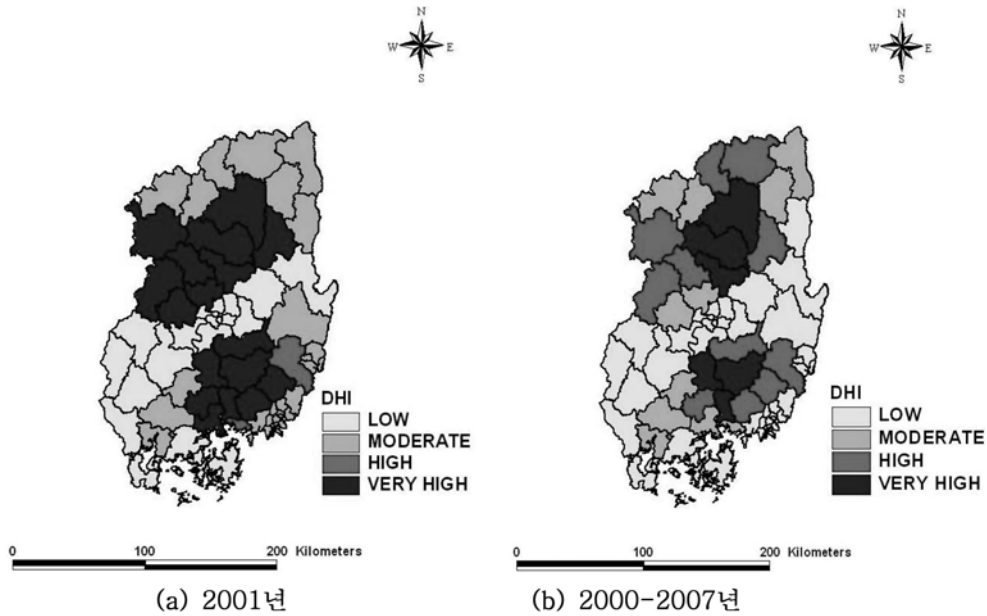 N
W E
S
N
W E
S
DHI
LOW
MODERATE
HIGH
VERY HIGH
DHI
LOW
MODERATE
HIGH
VERY HIGH
0 100 200 Kilometers
0 100 200 Kilometers
(a) 2001년
(b) 2000-2007년